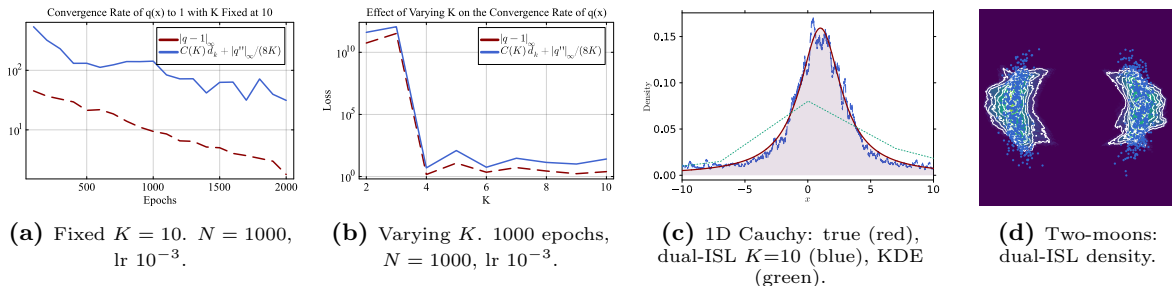 Convergence Rate of q(x) to 1 with K Fixed at 10
|q − 1|∞
C(K) d_k + |q''|∞/(8K)
10²
10¹
500
1000
1500
2000
Epochs
(a) Fixed K = 10. N = 1000,
lr 10⁻³.
Effect of Varying K on the Convergence Rate of q(x)
|q − 1|∞
C(K) d_k + |q''|∞/(8K)
Loss
10¹⁰
10⁵
10⁰
2
4
6
8
10
K
(b) Varying K. 1000 epochs,
N = 1000, lr 10⁻³.
Density
0.15
0.10
0.05
0.00
−10
−5
0
5
10
x
(c) 1D Cauchy: true (red),
dual-ISL K=10 (blue), KDE
(green).
(d) Two-moons:
dual-ISL density.